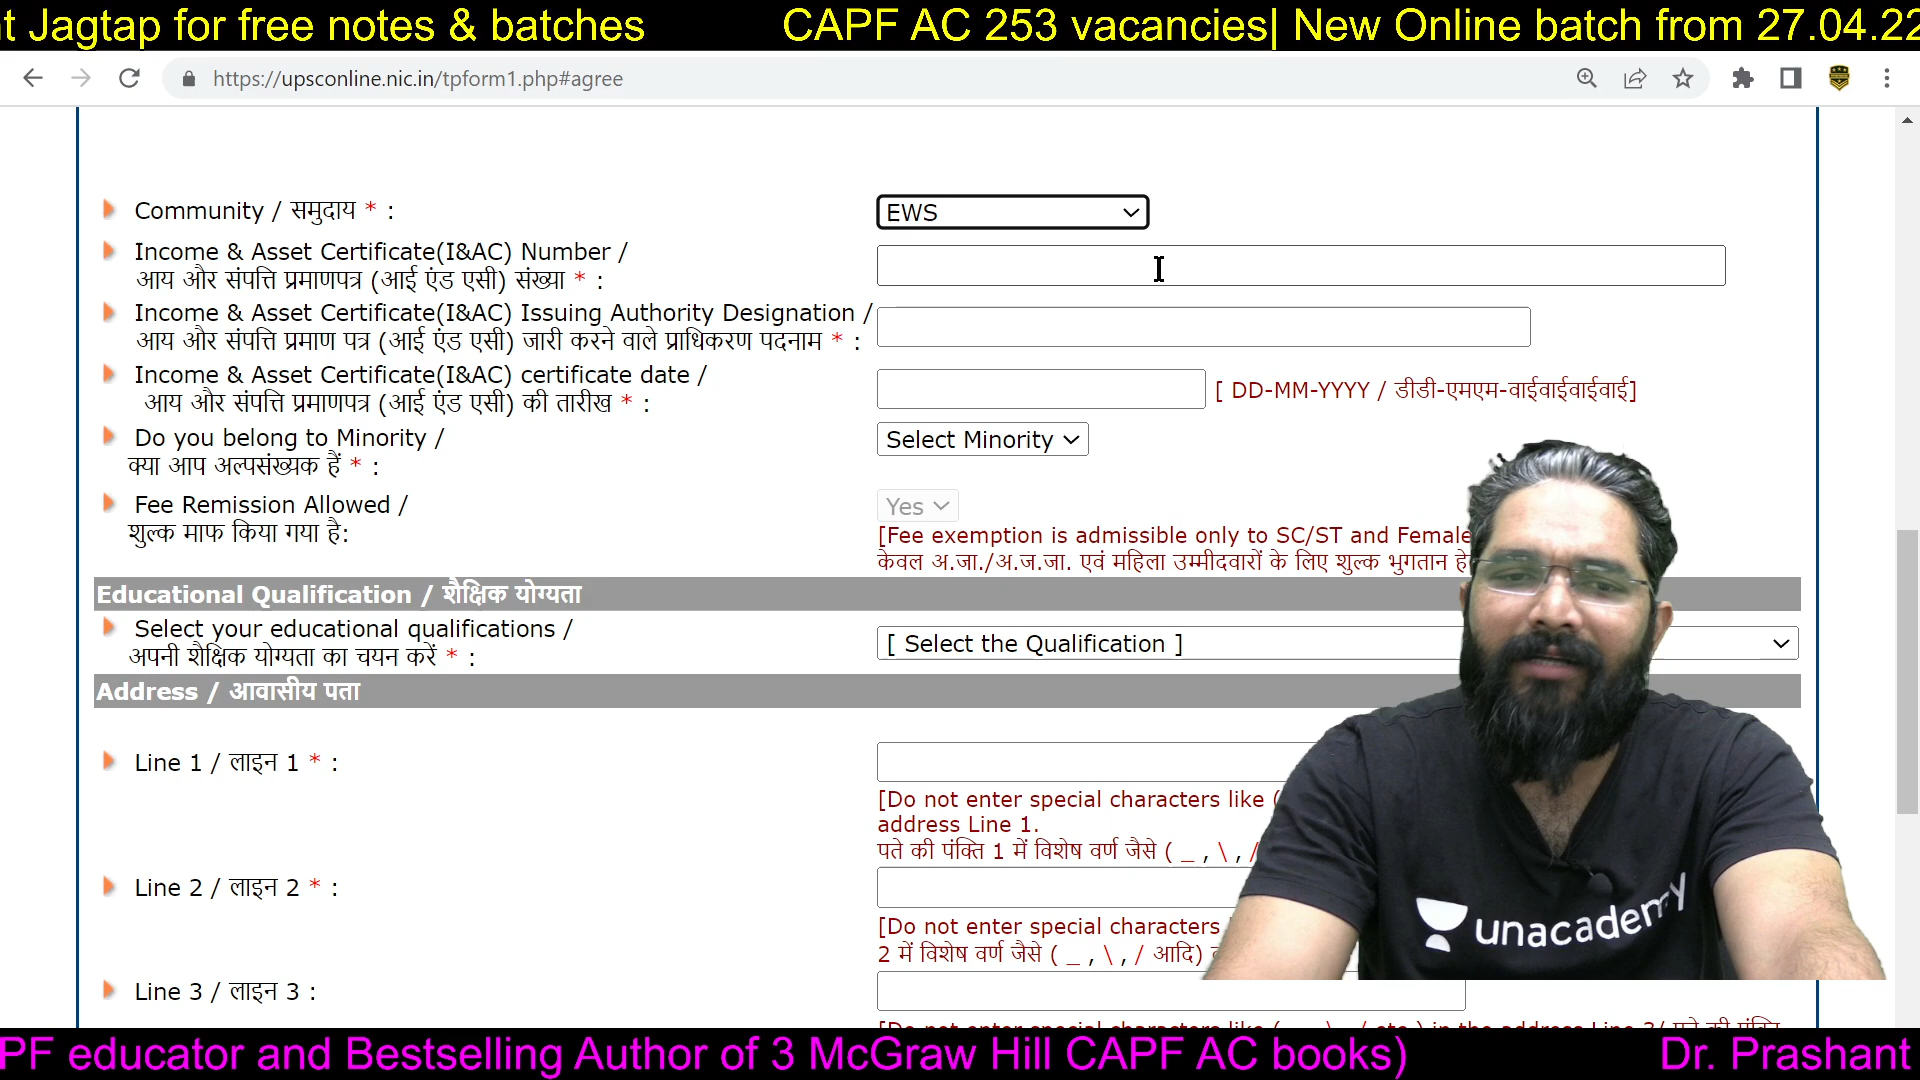 t Jagtap for free notes & batches CAPF AC 253 vacancies| New Online batch from 27.04.22
https://upsconline.nic.in/tpform1.php#agree
Community / समुदाय * : EWS
Income & Asset Certificate(I&AC) Number /
आय और संपत्ति प्रमाणपत्र (आई एंड एसी) संख्या * :
Income & Asset Certificate(I&AC) Issuing Authority Designation /
आय और संपत्ति प्रमाण पत्र (आई एंड एसी) जारी करने वाले प्राधिकरण पदनाम * :
Income & Asset Certificate(I&AC) certificate date /
आय और संपत्ति प्रमाणपत्र (आई एंड एसी) की तारीख * :
[ DD-MM-YYYY / डीडी-एमएम-वाईवाईवाईवाई]
Do you belong to Minority /
क्या आप अल्पसंख्यक हैं * :
Select Minority
Fee Remission Allowed /
शुल्क माफ किया गया है:
Yes
[Fee exemption is admissible only to SC/ST and Female
केवल अ.जा./अ.ज.जा. एवं महिला उम्मीदवारों के लिए शुल्क भुगतान हे
Educational Qualification / शैक्षिक योग्यता
Select your educational qualifications /
अपनी शैक्षिक योग्यता का चयन करें * :
[ Select the Qualification ]
Address / आवासीय पता
Line 1 / लाइन 1 * :
[Do not enter special characters like (
address Line 1.
पते की पंक्ति 1 में विशेष वर्ण जैसे ( _ , \ , /
Line 2 / लाइन 2 * :
[Do not enter special characters
2 में विशेष वर्ण जैसे ( _ , \ , / आदि)
Line 3 / लाइन 3 :
unacademy
PF educator and Bestselling Author of 3 McGraw Hill CAPF AC books) Dr. Prashant